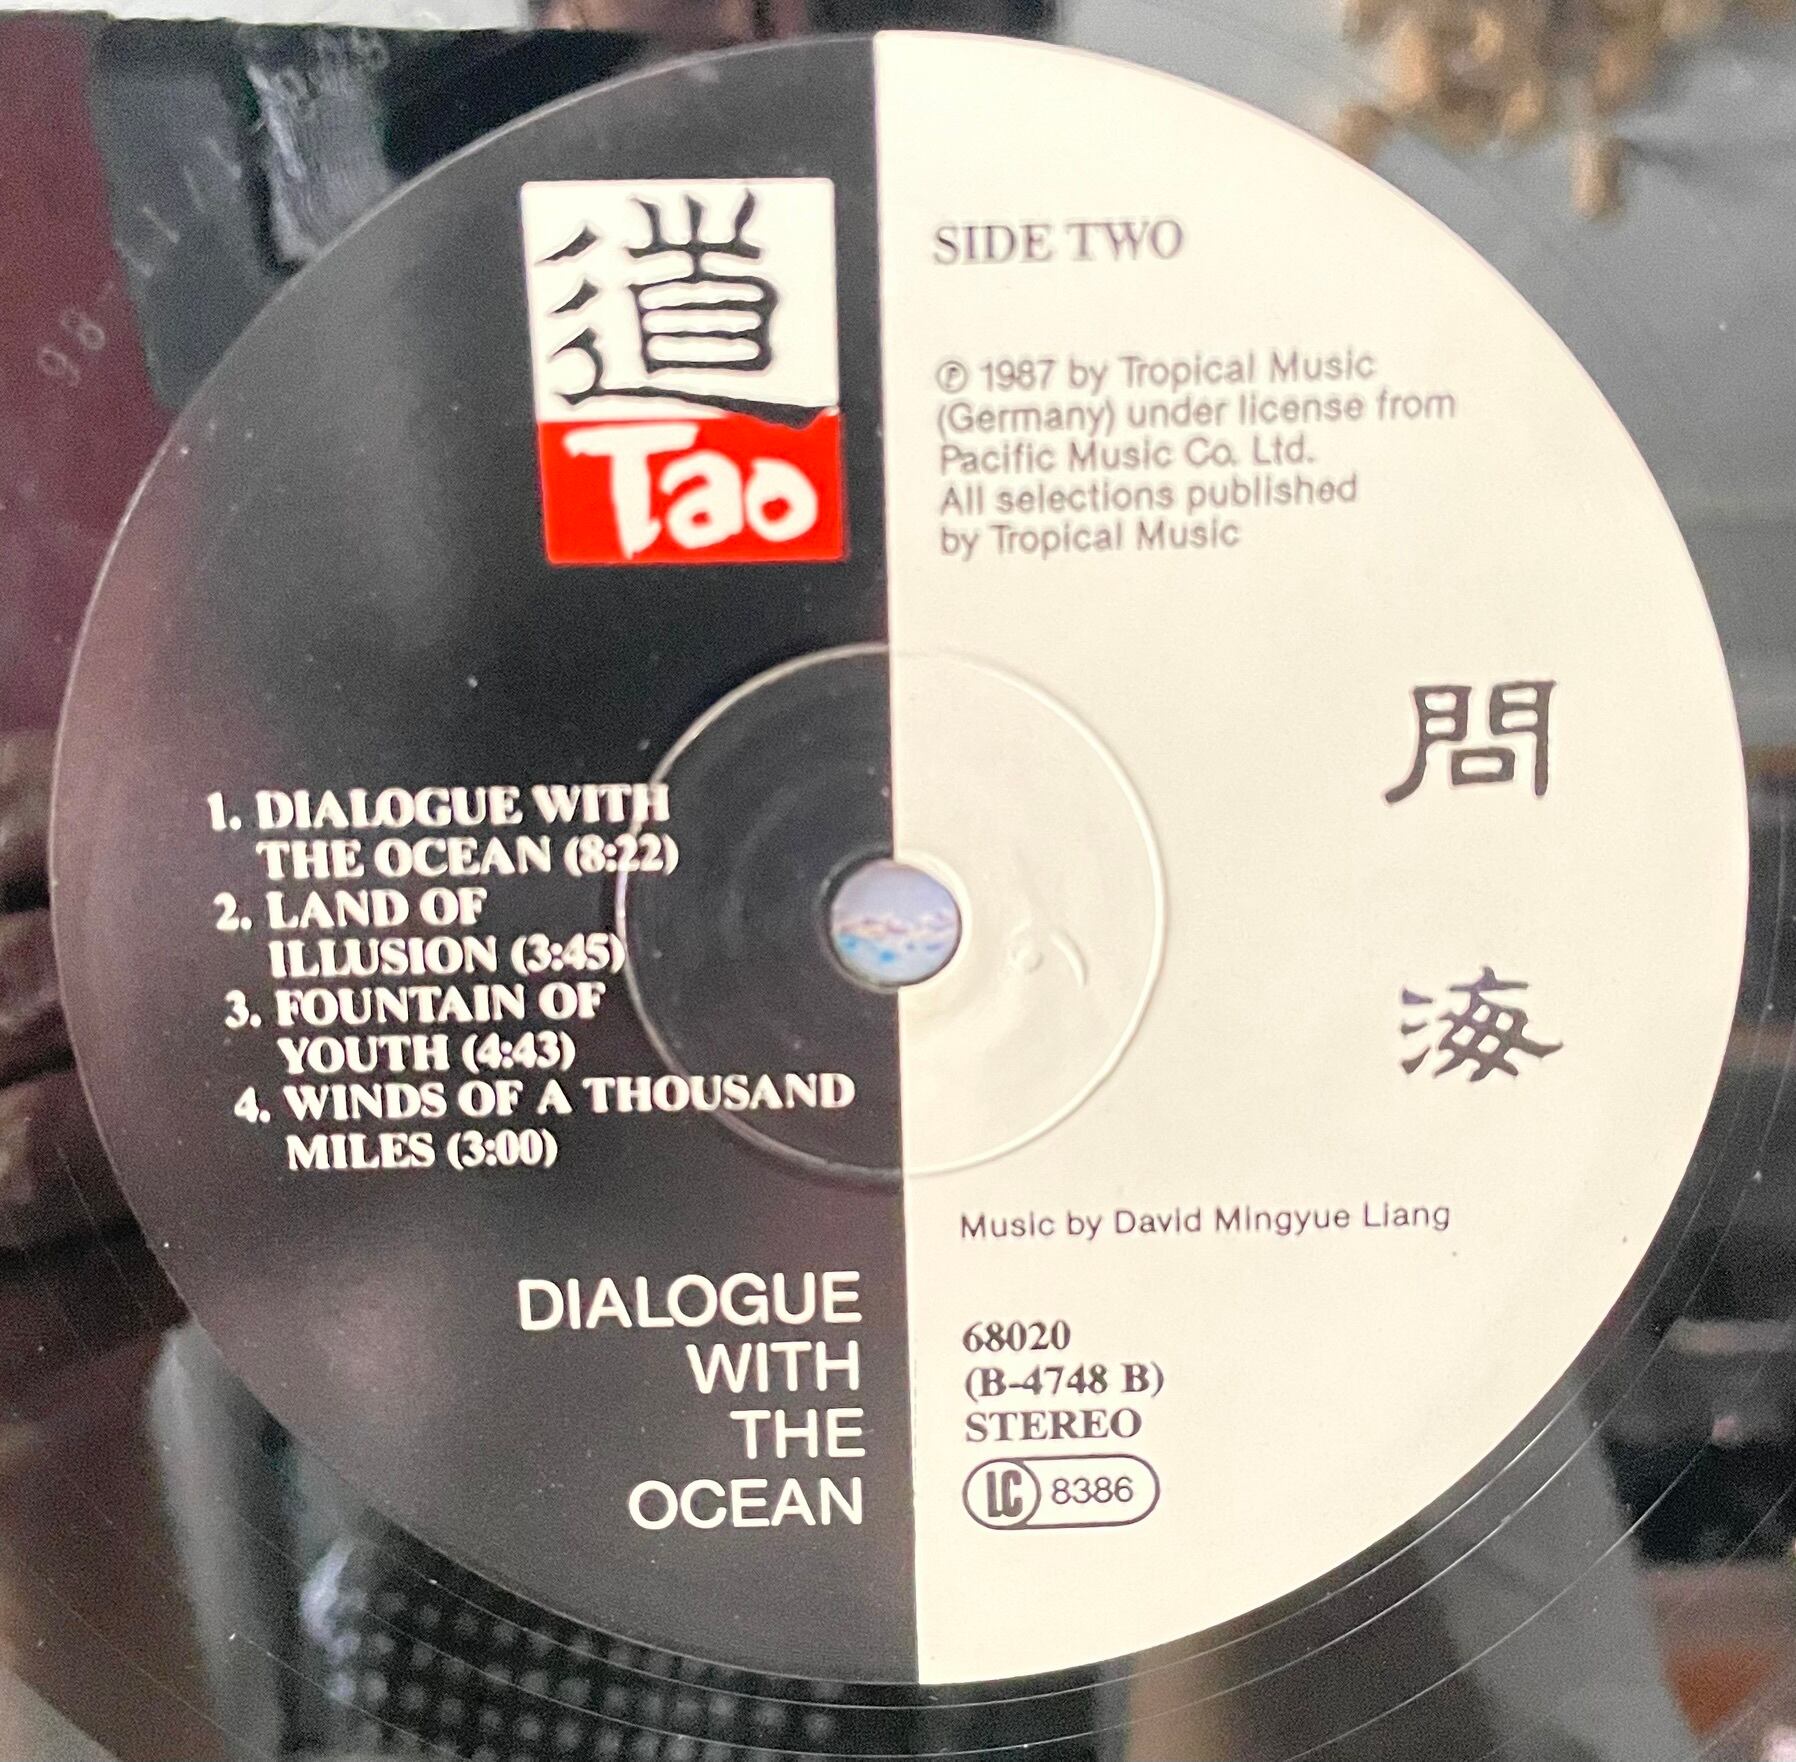 道
Tao
1. DIALOGUE WITH
THE OCEAN (8:22)
2. LAND OF
ILLUSION (3:45)
3. FOUNTAIN OF
YOUTH (4:43)
4. WINDS OF A THOUSAND
MILES (3:00)
DIALOGUE
WITH
THE
OCEAN
SIDE TWO
℗ 1987 by Tropical Music
(Germany) under license from
Pacific Music Co. Ltd.
All selections published
by Tropical Music
問
海
Music by David Mingyue Liang
68020
(B-4748 B)
STEREO
LC 8386